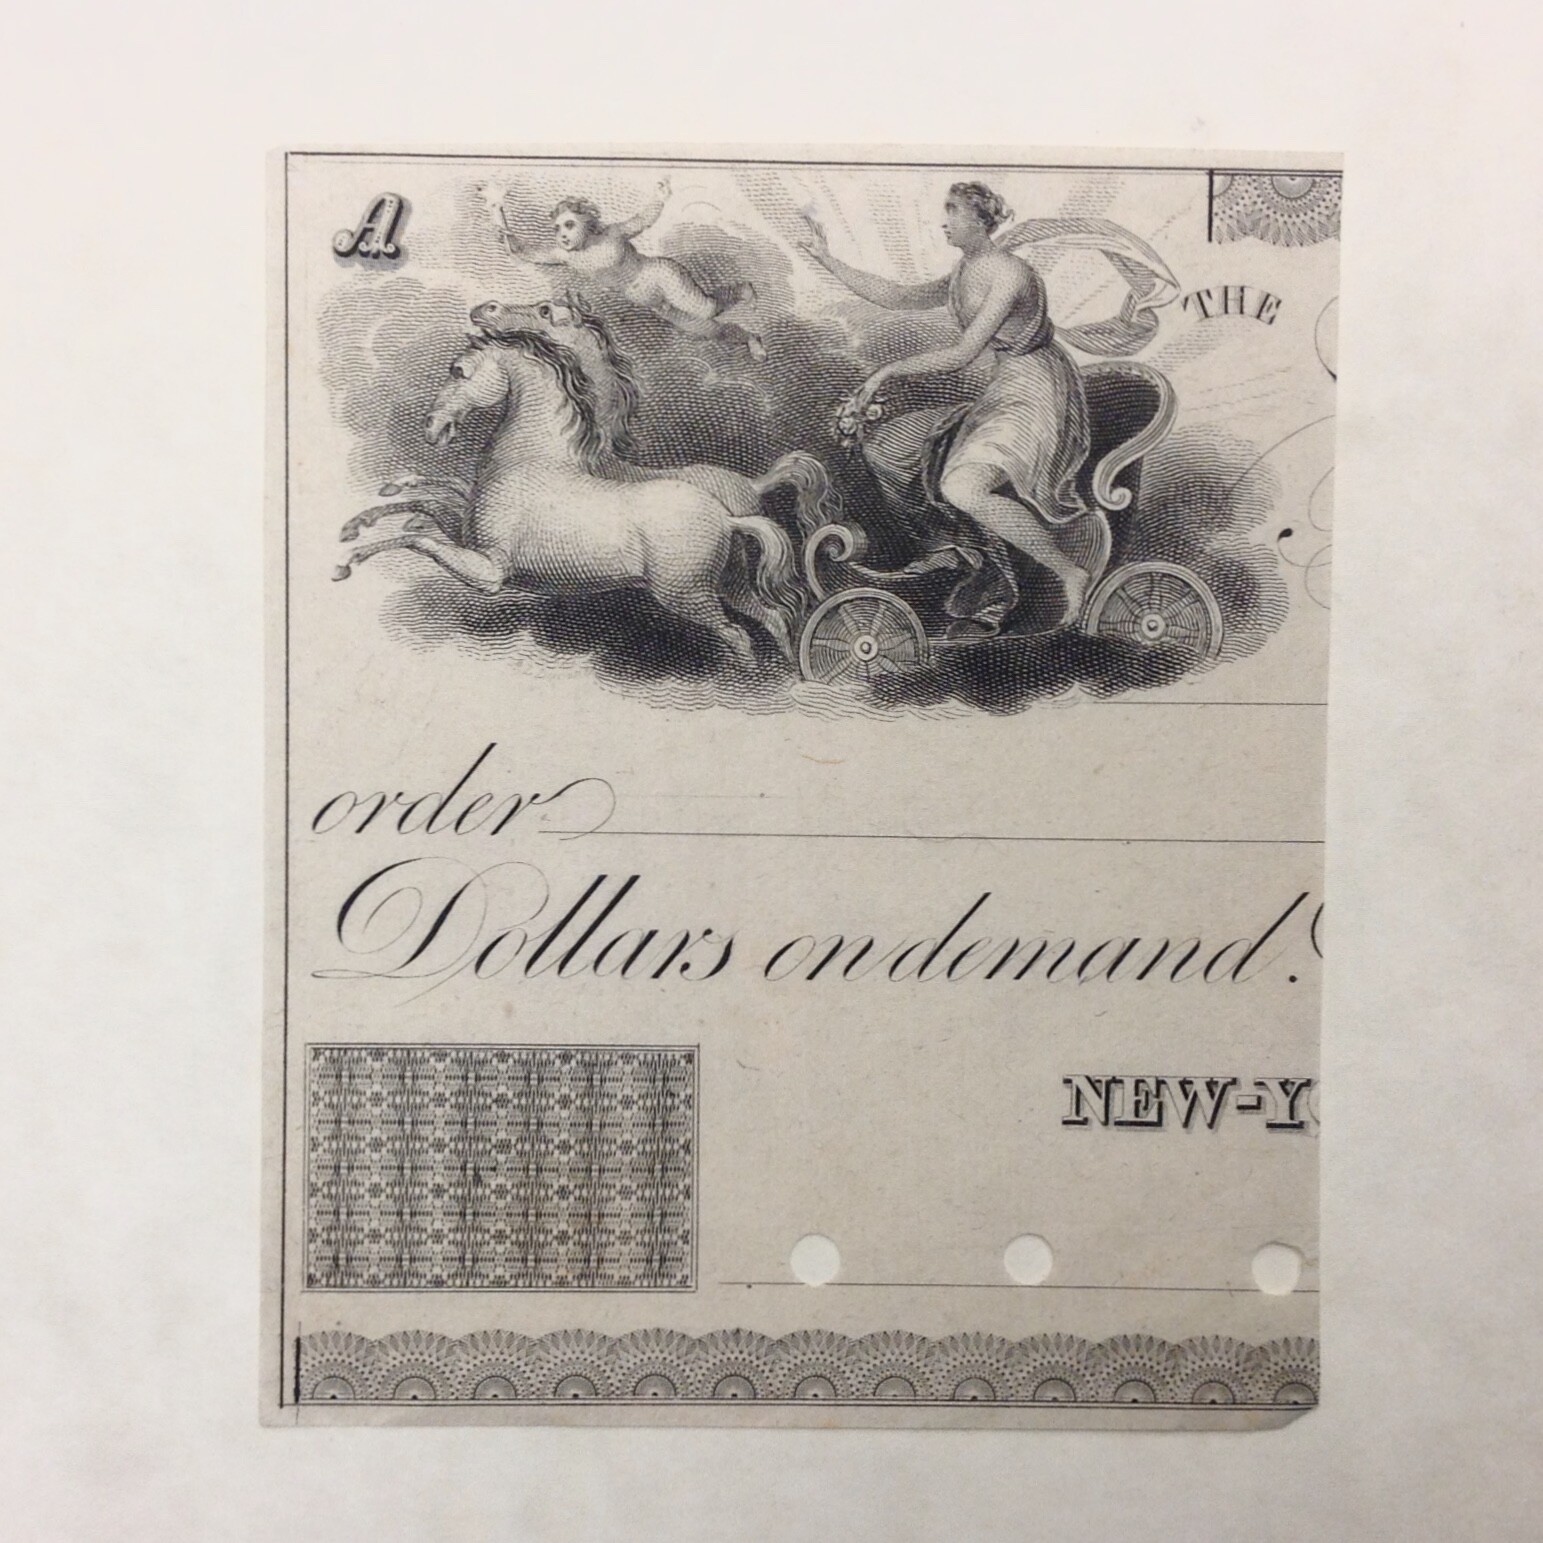 A
THE
order
Dollars on demand.
NEW-Y